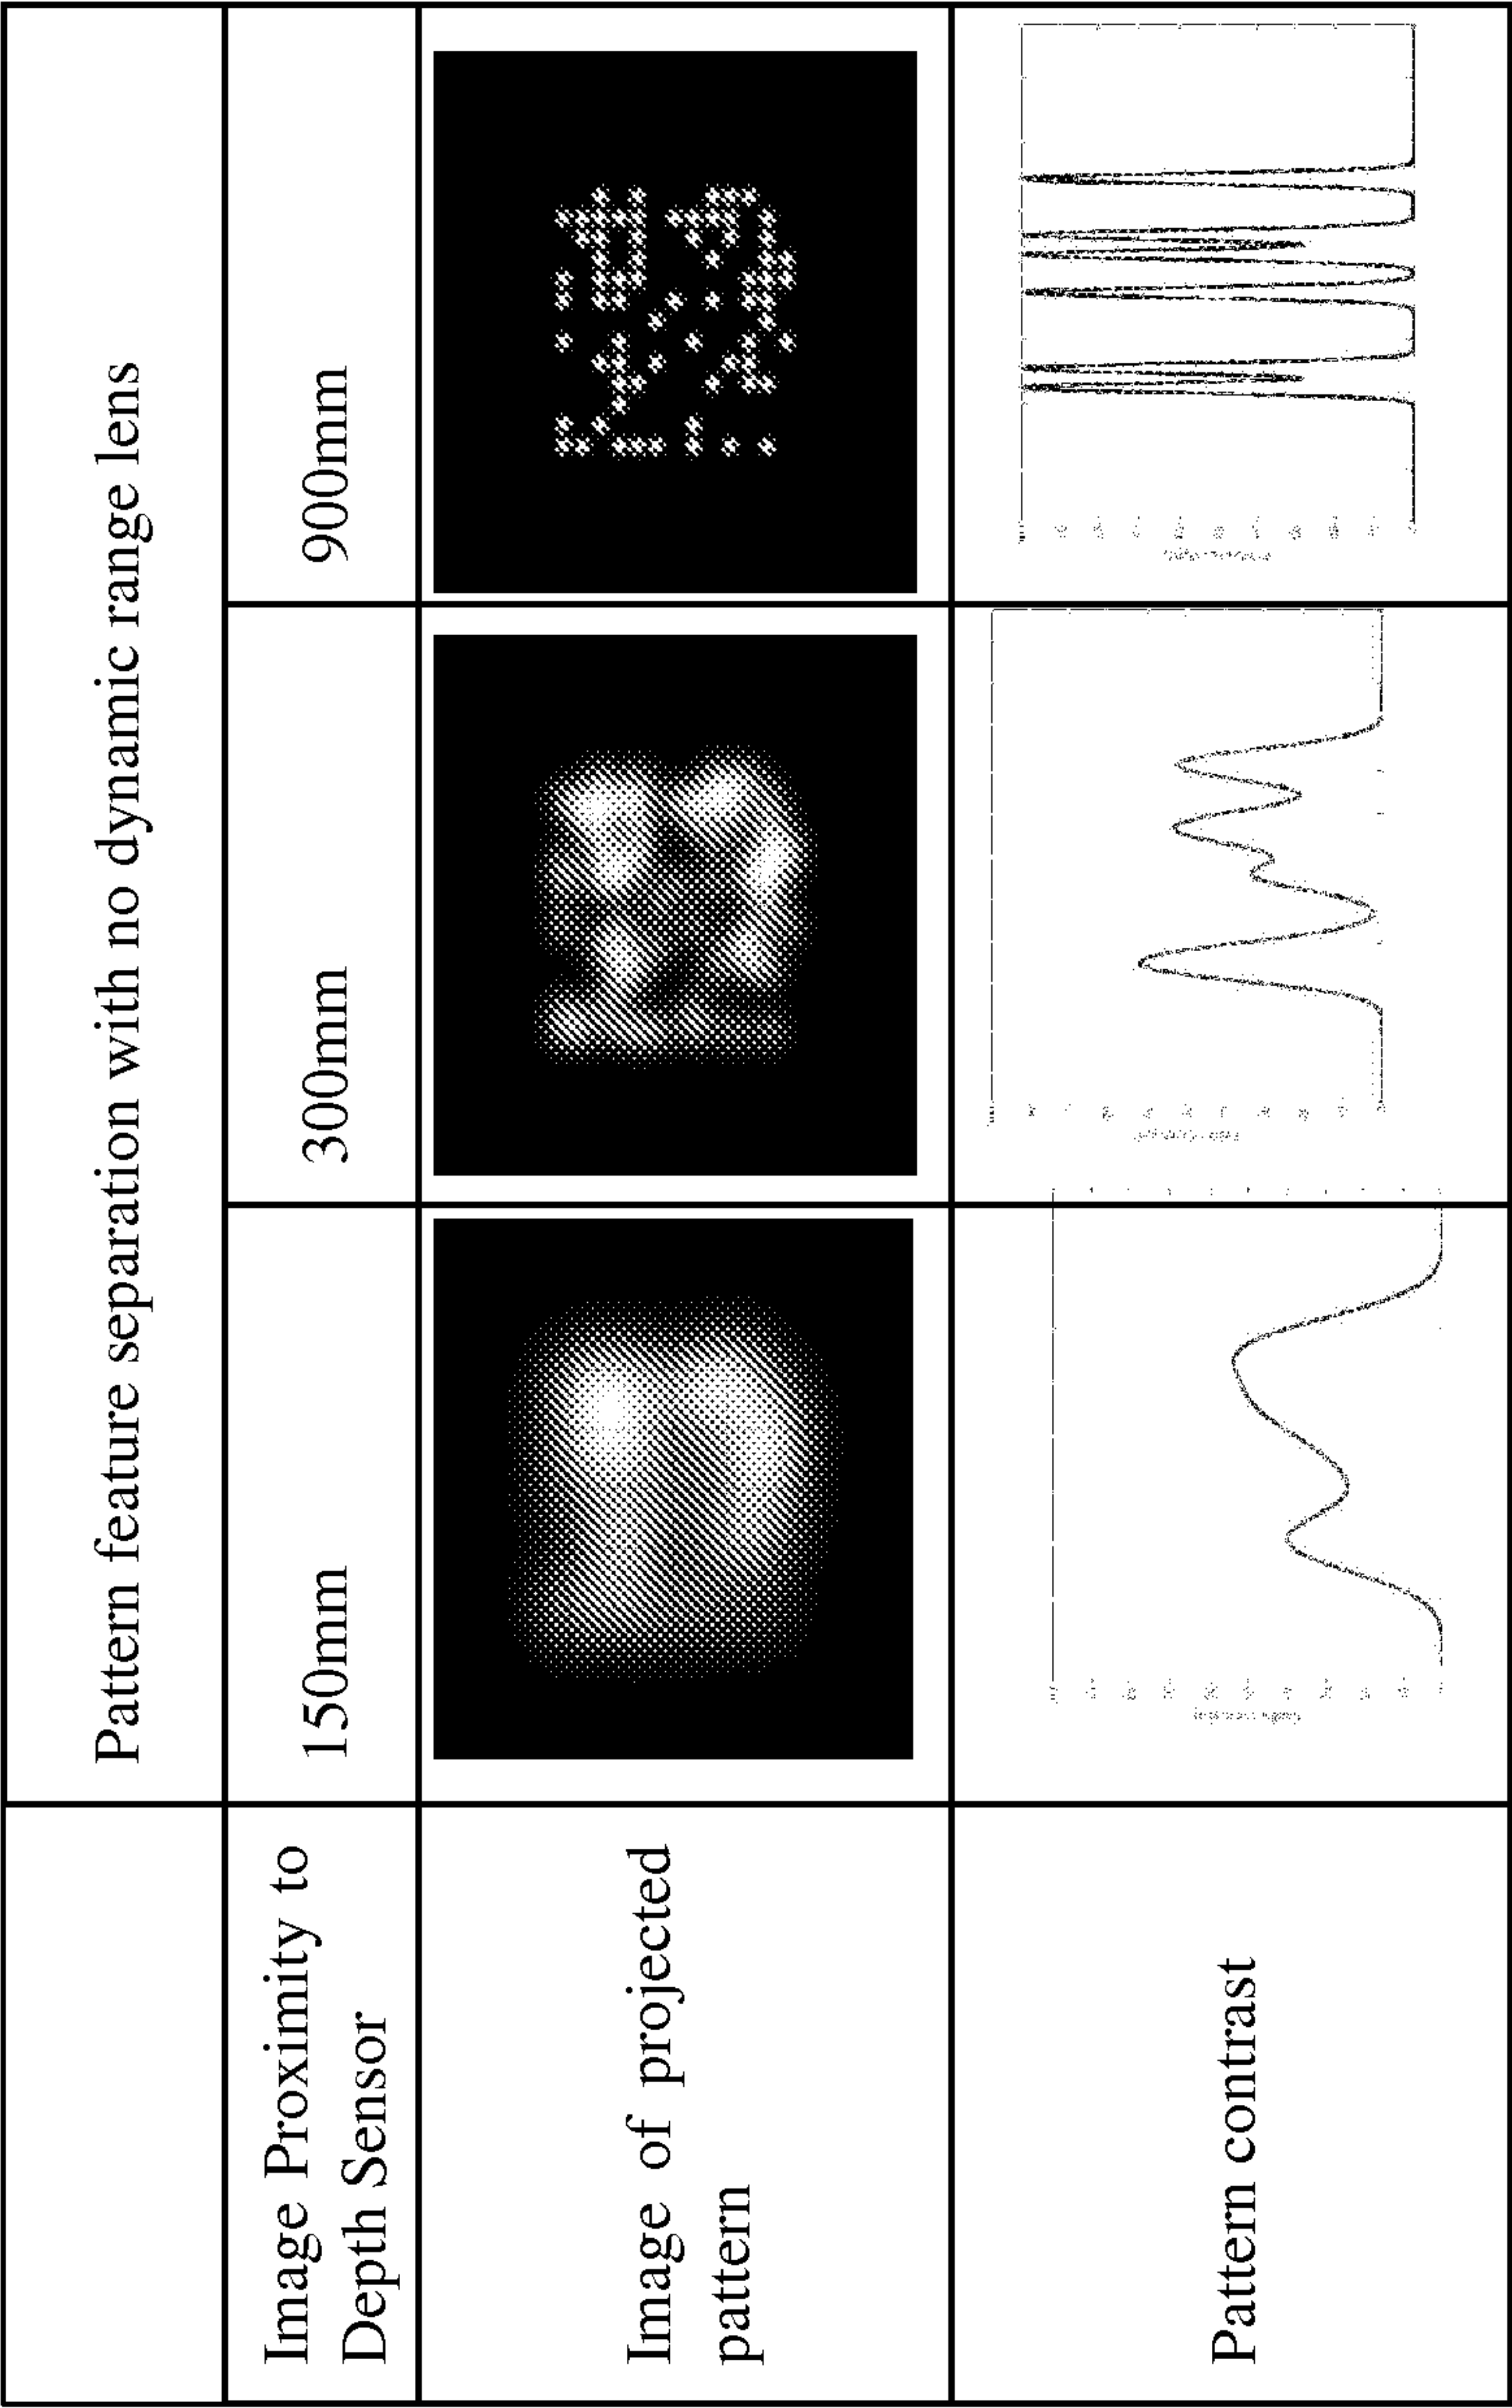 Pattern feature separation with no dynamic range lens
Image Proximity to
Depth Sensor
150mm
300mm
900mm
Image of projected
pattern
Pattern contrast